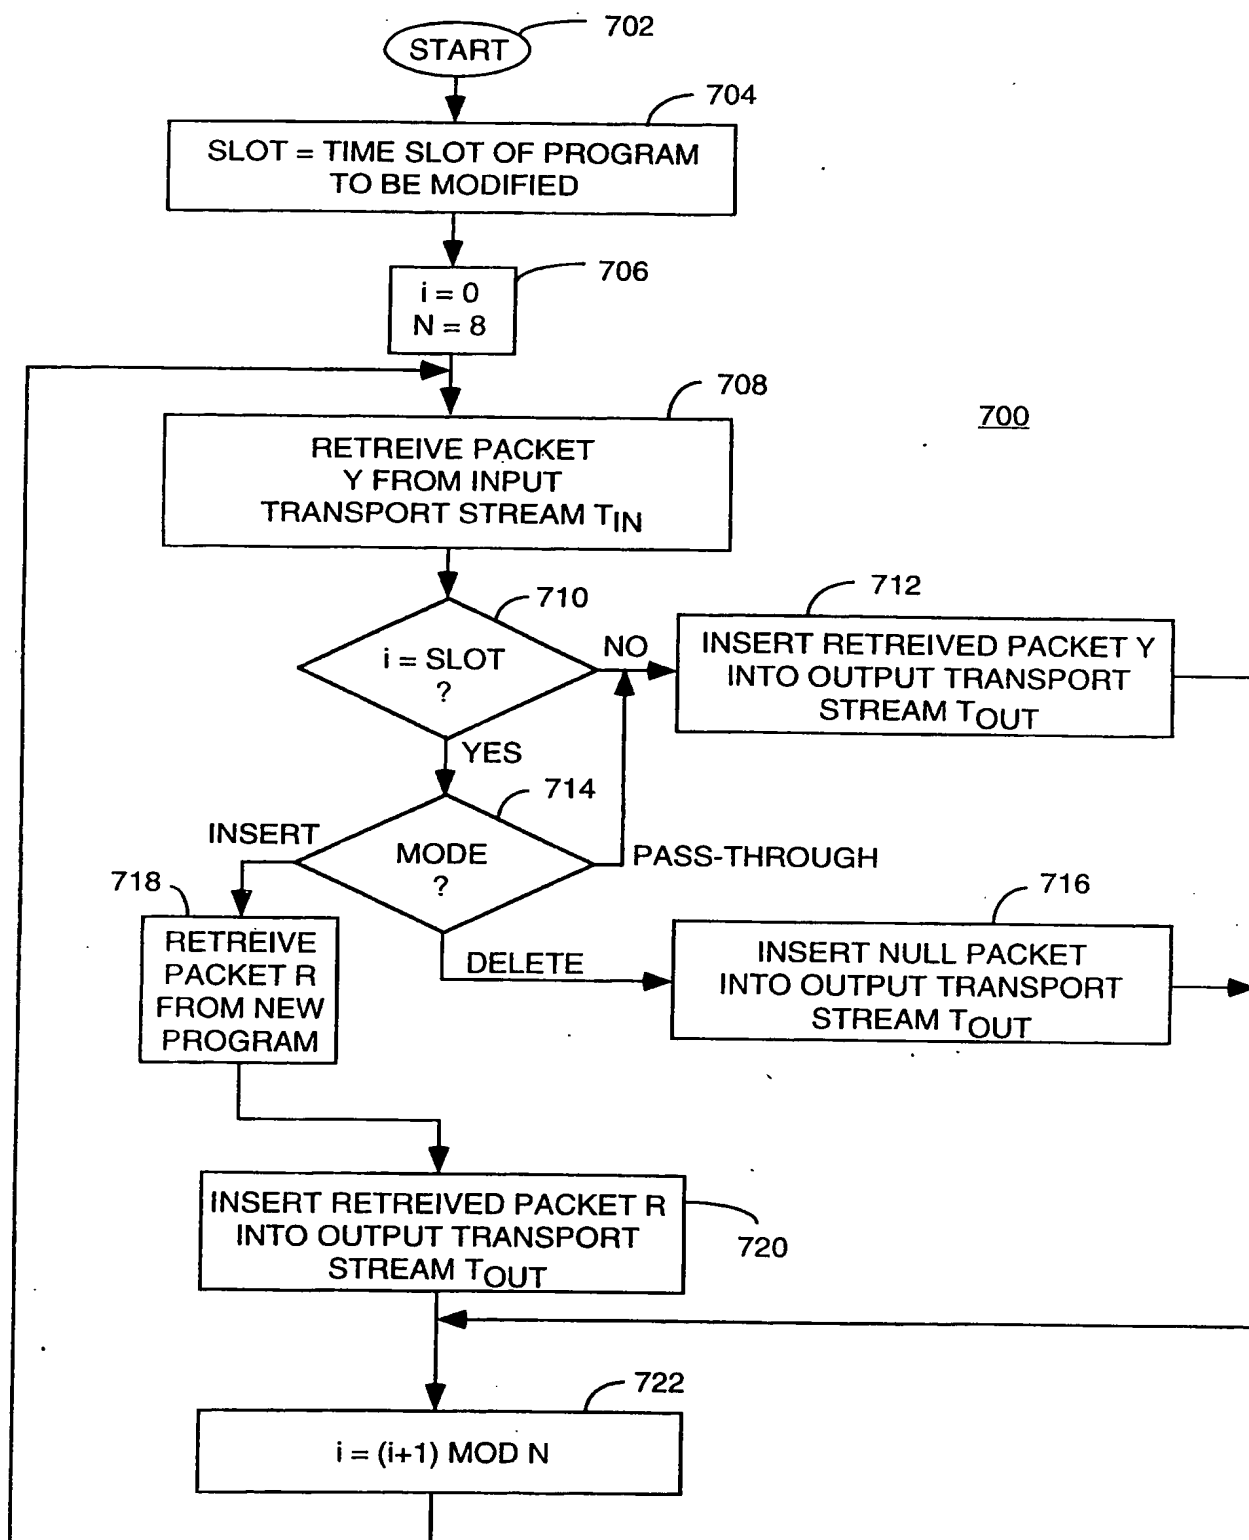 START
702
704
SLOT = TIME SLOT OF PROGRAM
TO BE MODIFIED
706
i = 0
N = 8
708
RETREIVE PACKET
Y FROM INPUT
TRANSPORT STREAM TIN
700
710
i = SLOT
?
NO
YES
712
INSERT RETREIVED PACKET Y
INTO OUTPUT TRANSPORT
STREAM TOUT
714
MODE
?
INSERT
PASS-THROUGH
DELETE
716
INSERT NULL PACKET
INTO OUTPUT TRANSPORT
STREAM TOUT
718
RETREIVE
PACKET R
FROM NEW
PROGRAM
INSERT RETREIVED PACKET R
INTO OUTPUT TRANSPORT
STREAM TOUT
720
722
i = (i+1) MOD N